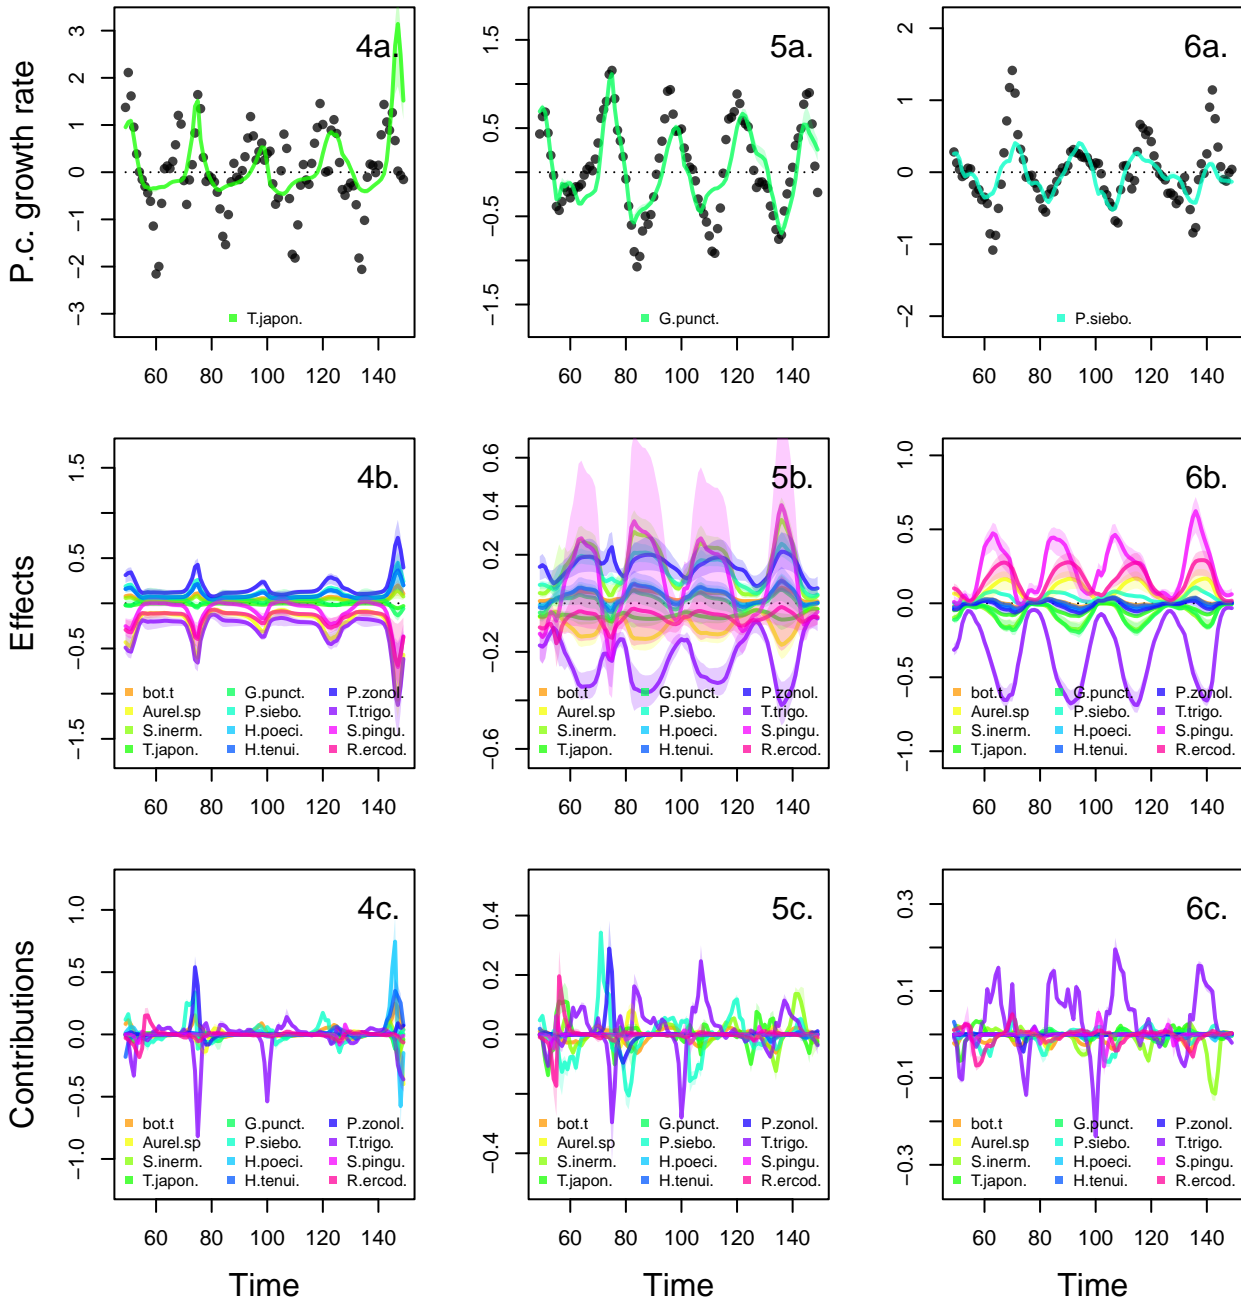 4a.
5a.
6a.
P.c. growth rate
3
2
1
0
−1
−2
−3
1.5
0.5
−0.5
−1.5
2
1
0
−1
−2
T.japon.
G.punct.
P.siebo.
60 80 100 120 140
60 80 100 120 140
60 80 100 120 140
4b.
5b.
6b.
Effects
1.5
0.5
0.0
−0.5
−1.5
0.6
0.4
0.2
0.0
−0.2
−0.6
1.0
0.5
0.0
−0.5
−1.0
bot.t G.punct. P.zonol.
Aurel.sp P.siebo. T.trigo.
S.inerm. H.poeci. S.pingu.
T.japon. H.tenui. R.ercod.
bot.t G.punct. P.zonol.
Aurel.sp P.siebo. T.trigo.
S.inerm. H.poeci. S.pingu.
T.japon. H.tenui. R.ercod.
bot.t G.punct. P.zonol.
Aurel.sp P.siebo. T.trigo.
S.inerm. H.poeci. S.pingu.
T.japon. H.tenui. R.ercod.
60 80 100 120 140
60 80 100 120 140
60 80 100 120 140
4c.
5c.
6c.
Contributions
1.0
0.5
0.0
−0.5
−1.0
0.4
0.2
0.0
−0.4
0.3
0.1
−0.1
−0.3
bot.t G.punct. P.zonol.
Aurel.sp P.siebo. T.trigo.
S.inerm. H.poeci. S.pingu.
T.japon. H.tenui. R.ercod.
bot.t G.punct. P.zonol.
Aurel.sp P.siebo. T.trigo.
S.inerm. H.poeci. S.pingu.
T.japon. H.tenui. R.ercod.
bot.t G.punct. P.zonol.
Aurel.sp P.siebo. T.trigo.
S.inerm. H.poeci. S.pingu.
T.japon. H.tenui. R.ercod.
60 80 100 120 140
60 80 100 120 140
60 80 100 120 140
Time
Time
Time